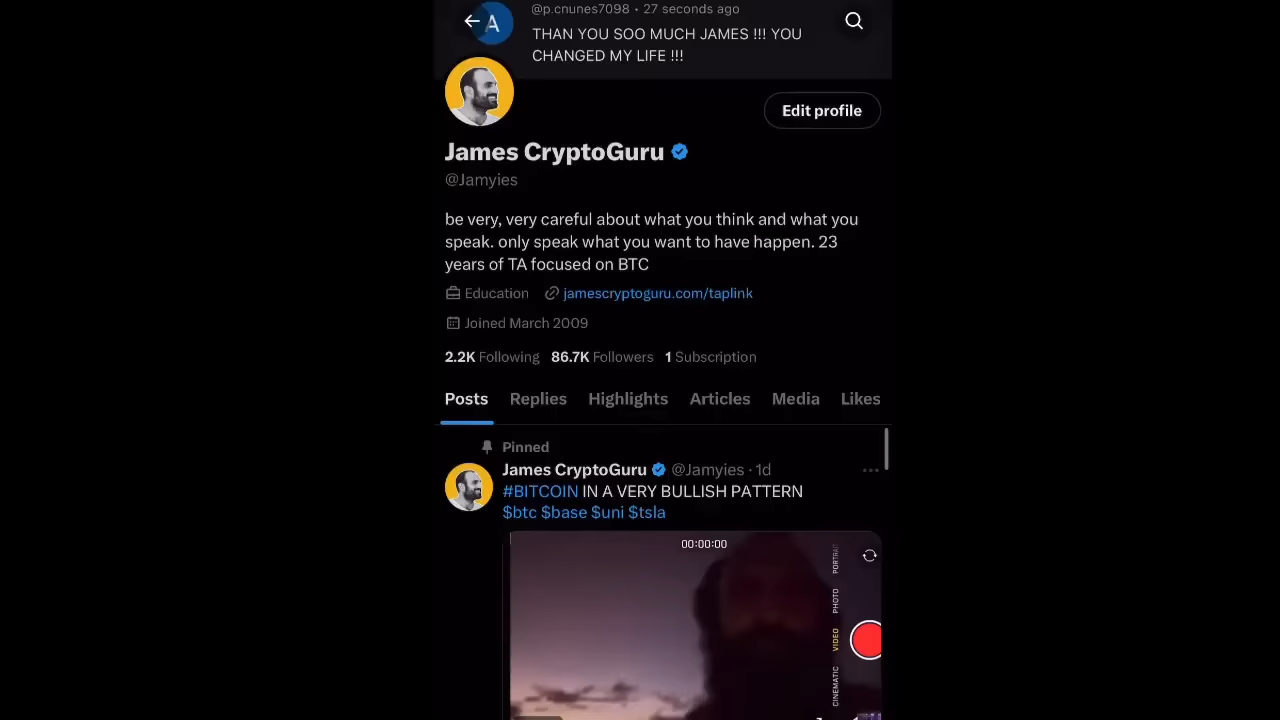 @p.cnunes7098 • 27 seconds ago
A
THAN YOU SOO MUCH JAMES !!! YOU
CHANGED MY LIFE !!!
Edit profile
James CryptoGuru
@Jamyies
be very, very careful about what you think and what you
speak. only speak what you want to have happen. 23
years of TA focused on BTC
Education jamescryptoguru.com/taplink
Joined March 2009
2.2K Following 86.7K Followers 1 Subscription
Posts Replies Highlights Articles Media Likes
Pinned
James CryptoGuru @Jamyies · 1d
#BITCOIN IN A VERY BULLISH PATTERN
$btc $base $uni $tsla
00:00:00
PORTRAIT
PHOTO
VIDEO
CINEMATIC